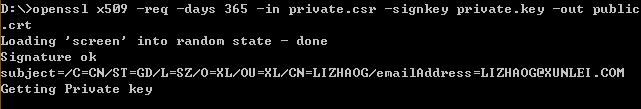 D:\>openssl x509 -req -days 365 -in private.csr -signkey private.key -out public
.crt
Loading 'screen' into random state - done
Signature ok
subject=/C=CN/ST=GD/L=SZ/O=XL/OU=XL/CN=LIZHAOG/emailAddress=LIZHAOG@XUNLEI.COM
Getting Private key